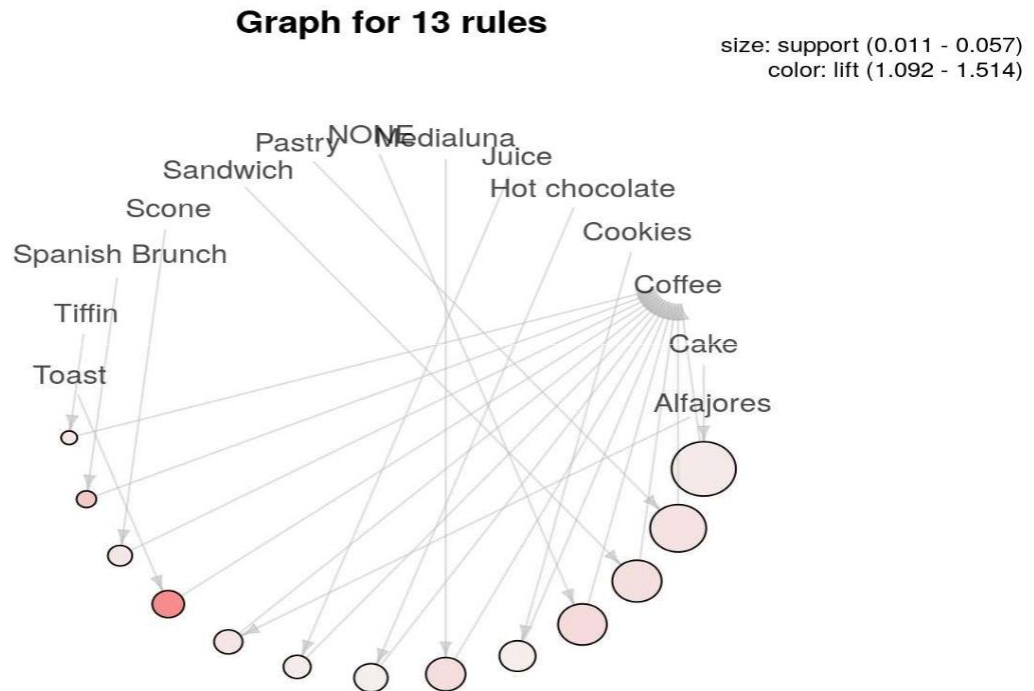 Graph for 13 rules
size: support (0.011 - 0.057)
color: lift (1.092 - 1.514)
NONE
Medialuna
Pastry
Juice
Sandwich
Hot chocolate
Scone
Cookies
Spanish Brunch
Coffee
Tiffin
Cake
Toast
Alfajores